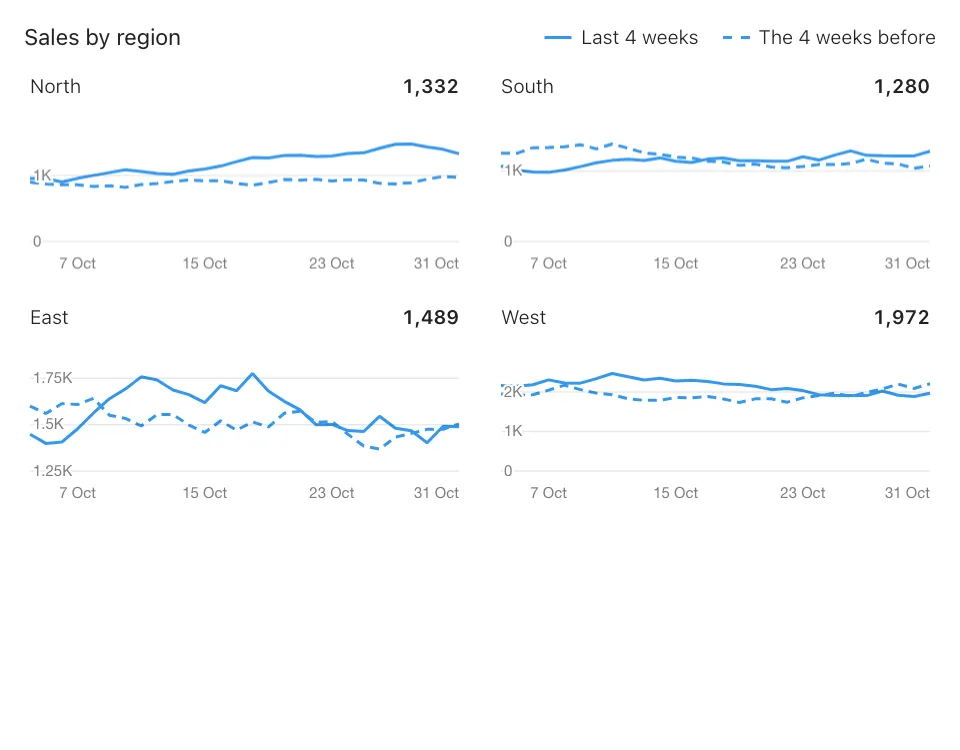 Sales by region
Last 4 weeks
The 4 weeks before
North 1,332
1K
0
7 Oct 15 Oct 23 Oct 31 Oct
South 1,280
1K
0
7 Oct 15 Oct 23 Oct 31 Oct
East 1,489
1.75K
1.5K
1.25K
7 Oct 15 Oct 23 Oct 31 Oct
West 1,972
2K
1K
0
7 Oct 15 Oct 23 Oct 31 Oct